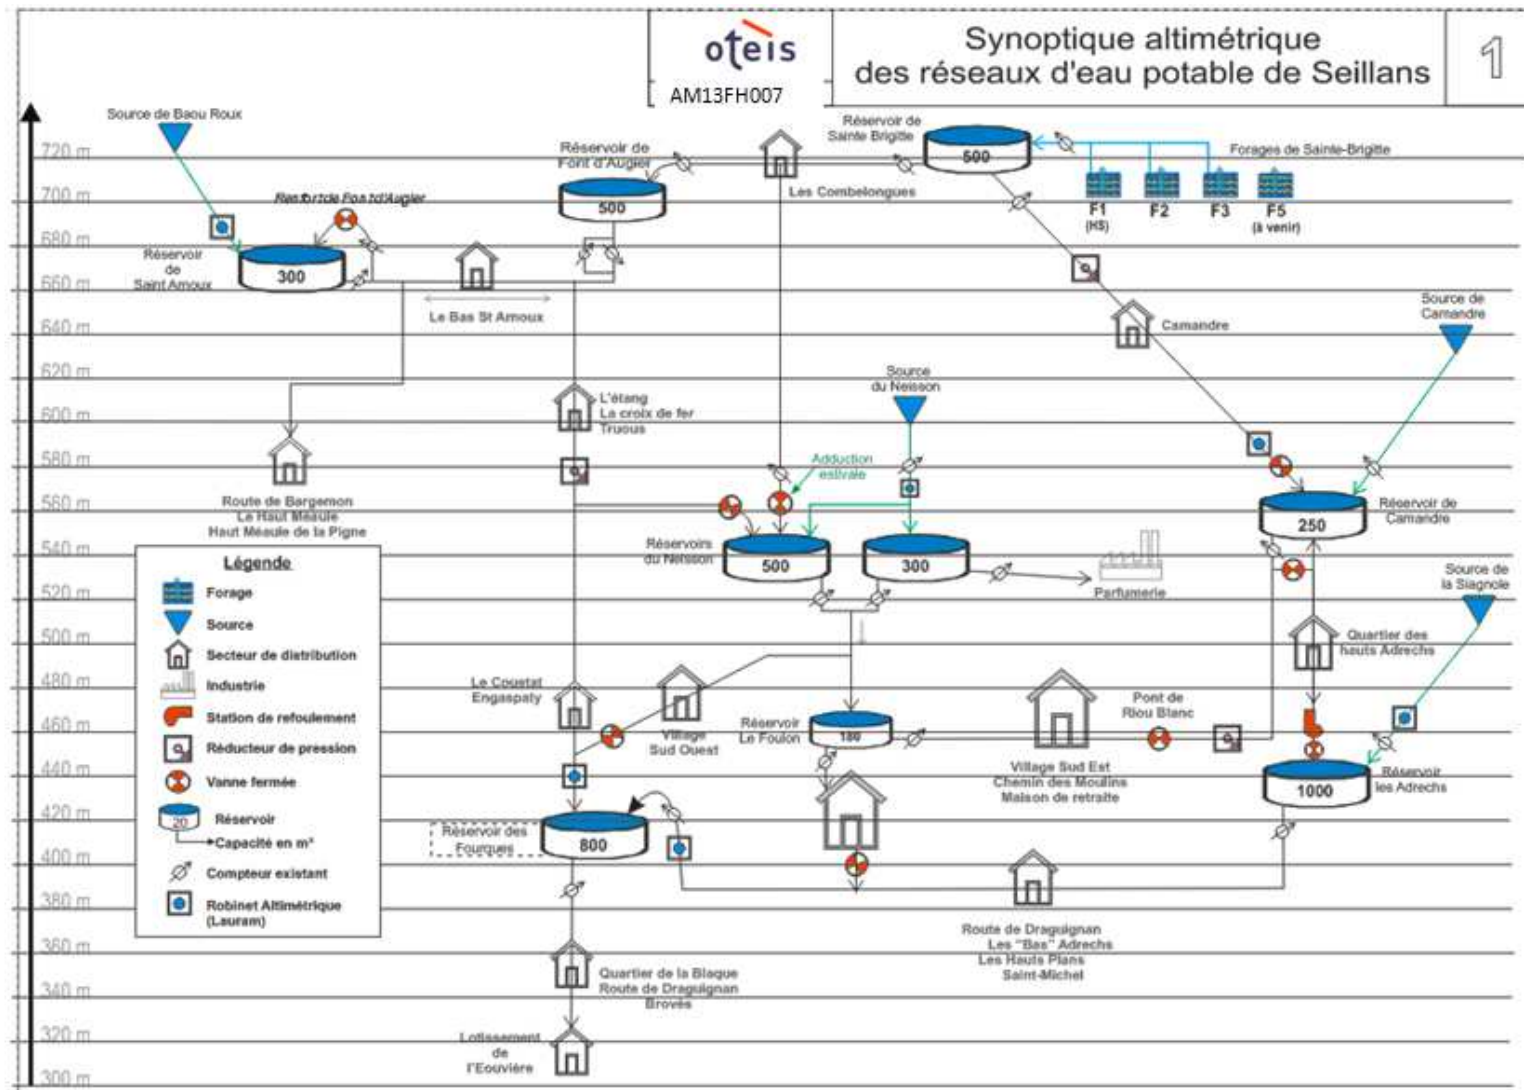 oteis
AM13FH007
Synoptique altimétrique
des réseaux d'eau potable de Seillans
1
Source de Baou Roux
720 m
700 m
680 m
660 m
640 m
620 m
600 m
580 m
560 m
540 m
520 m
500 m
480 m
460 m
440 m
420 m
400 m
380 m
360 m
340 m
320 m
300 m
Renfort de Font d'Augier
Réservoir
de
Saint Arnoux
300
Réservoir de
Font d'Augier
500
Le Bas St Arnoux
Les Combelongues
Réservoir de
Sainte Brigitte
500
Forages de Sainte-Brigitte
F1
(HS)
F2
F3
F5
(à venir)
Camandre
Source de
Camandre
Route de Bargemon
Le Haut Méaule
Haut Méaule de la Pigne
L'étang
La croix de fer
Truous
Source
du Neisson
Adduction
estivale
Réservoirs
du Neisson
500
300
Parfumerie
250
Réservoir de
Camandre
Source de
la Siagnole
Quartier des
hauts Adrechs
Légende
Forage
Source
Secteur de distribution
Industrie
Station de refoulement
Réducteur de pression
Vanne fermée
20
Réservoir
Capacité en m³
Compteur existant
Robinet Altimétrique
(Lauram)
Le Coustat
Engaspaty
Village
Sud Ouest
Réservoir
Le Foulon
180
Village Sud Est
Chemin des Moulins
Maison de retraite
Pont de
Riou Blanc
1000
Réservoir
les Adrechs
Réservoir des
Fourques
800
Route de Draguignan
Les "Bas" Adrechs
Les Hauts Plans
Saint-Michel
Quartier de la Blaque
Route de Draguignan
Brovès
Lotissement
de
l'Eouvière